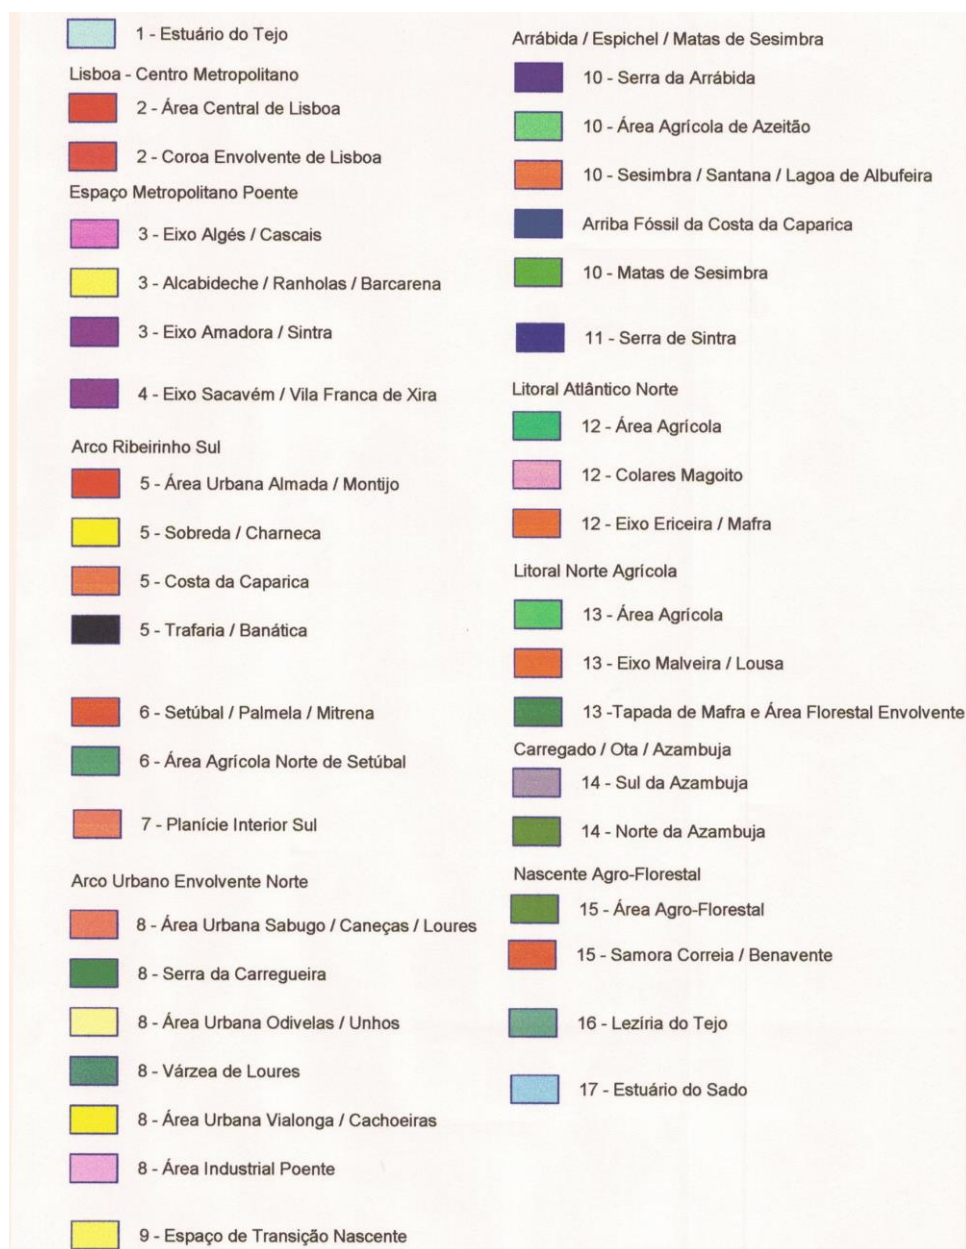 1 - Estuário do Tejo
Lisboa - Centro Metropolitano
2 - Área Central de Lisboa
2 - Coroa Envolvente de Lisboa
Espaço Metropolitano Poente
3 - Eixo Algés / Cascais
3 - Alcabideche / Ranholas / Barcarena
3 - Eixo Amadora / Sintra
4 - Eixo Sacavém / Vila Franca de Xira
Arco Ribeirinho Sul
5 - Área Urbana Almada / Montijo
5 - Sobreda / Charneca
5 - Costa da Caparica
5 - Trafaria / Banática
6 - Setúbal / Palmela / Mitrena
6 - Área Agrícola Norte de Setúbal
7 - Planície Interior Sul
Arco Urbano Envolvente Norte
8 - Área Urbana Sabugo / Caneças / Loures
8 - Serra da Carregueira
8 - Área Urbana Odivelas / Unhos
8 - Várzea de Loures
8 - Área Urbana Vialonga / Cachoeiras
8 - Área Industrial Poente
9 - Espaço de Transição Nascente
Arrábida / Espichel / Matas de Sesimbra
10 - Serra da Arrábida
10 - Área Agrícola de Azeitão
10 - Sesimbra / Santana / Lagoa de Albufeira
Arriba Fóssil da Costa da Caparica
10 - Matas de Sesimbra
11 - Serra de Sintra
Litoral Atlântico Norte
12 - Área Agrícola
12 - Colares Magoito
12 - Eixo Ericeira / Mafra
Litoral Norte Agrícola
13 - Área Agrícola
13 - Eixo Malveira / Lousa
13 -Tapada de Mafra e Área Florestal Envolvente
Carregado / Ota / Azambuja
14 - Sul da Azambuja
14 - Norte da Azambuja
Nascente Agro-Florestal
15 - Área Agro-Florestal
15 - Samora Correia / Benavente
16 - Lezíria do Tejo
17 - Estuário do Sado